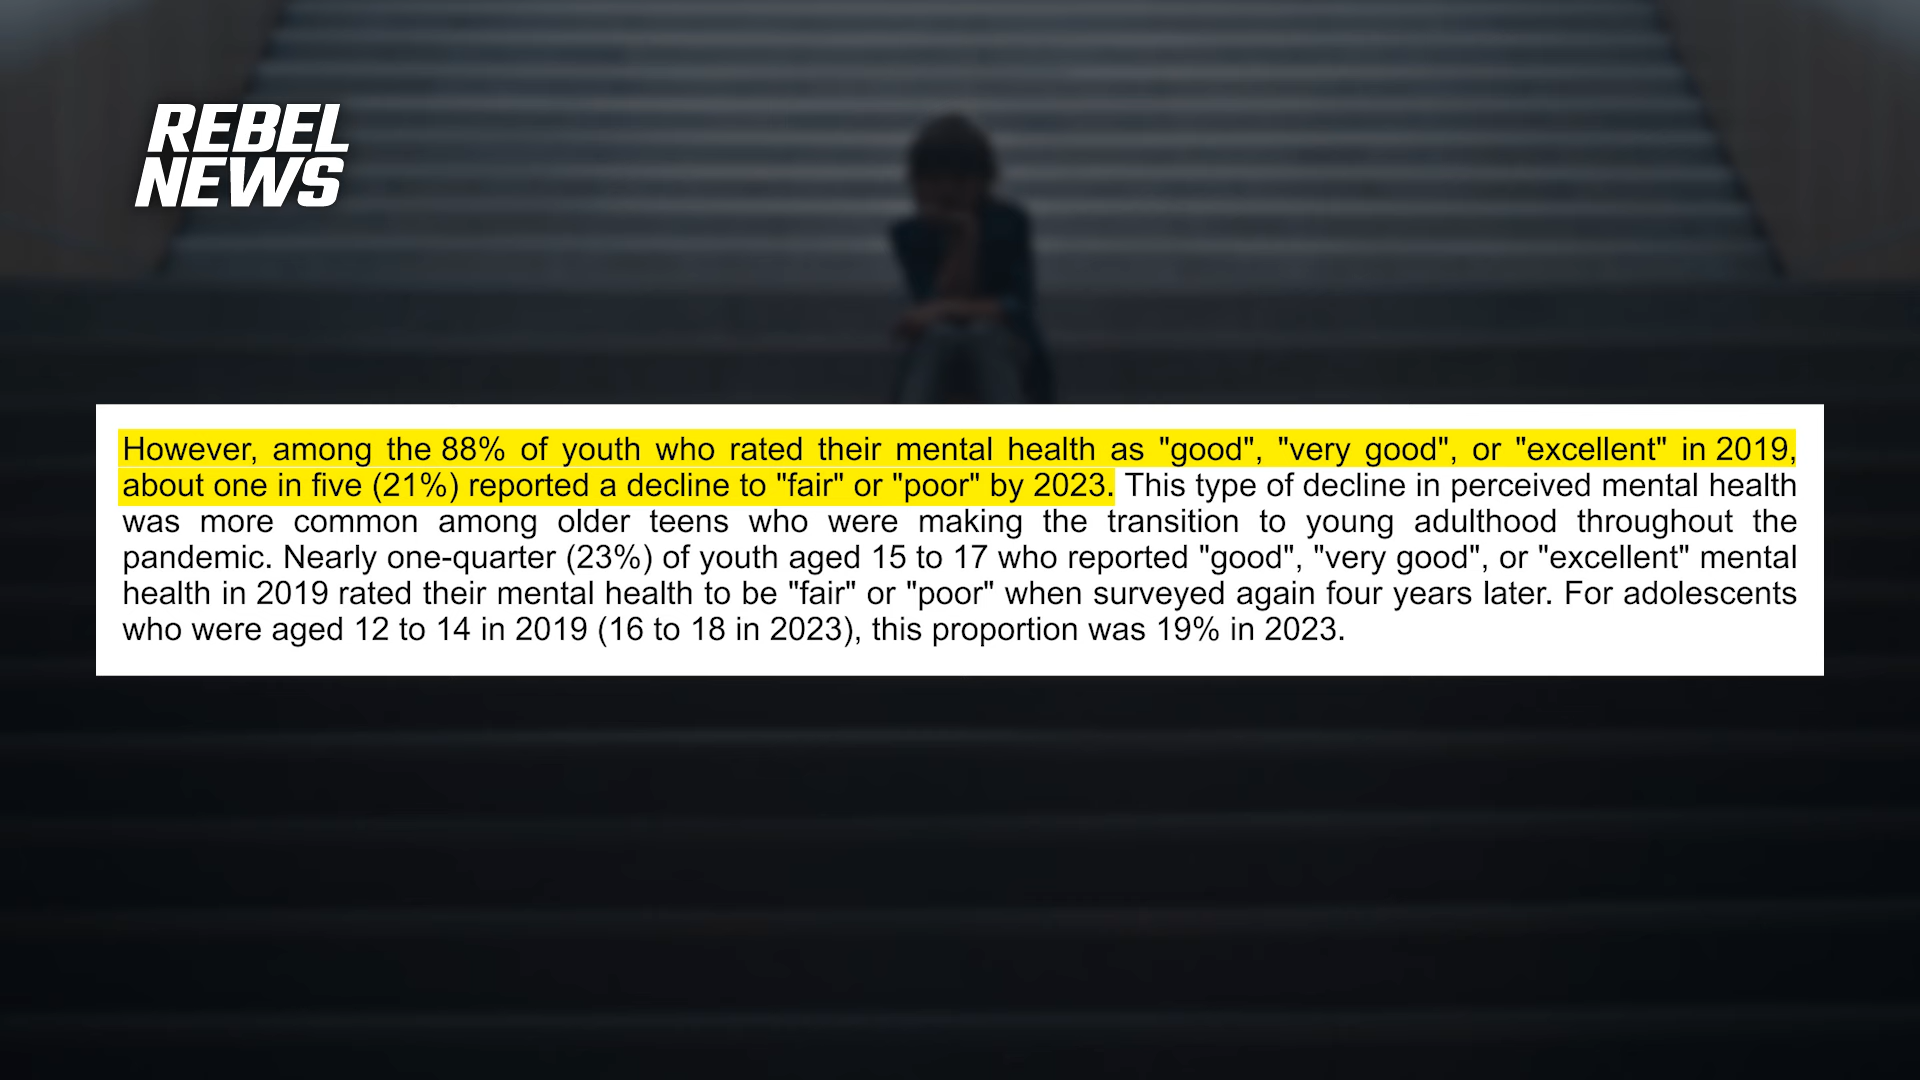 REBEL
NEWS
However, among the 88% of youth who rated their mental health as "good", "very good", or "excellent" in 2019,
about one in five (21%) reported a decline to "fair" or "poor" by 2023. This type of decline in perceived mental health
was more common among older teens who were making the transition to young adulthood throughout the
pandemic. Nearly one-quarter (23%) of youth aged 15 to 17 who reported "good", "very good", or "excellent" mental
health in 2019 rated their mental health to be "fair" or "poor" when surveyed again four years later. For adolescents
who were aged 12 to 14 in 2019 (16 to 18 in 2023), this proportion was 19% in 2023.